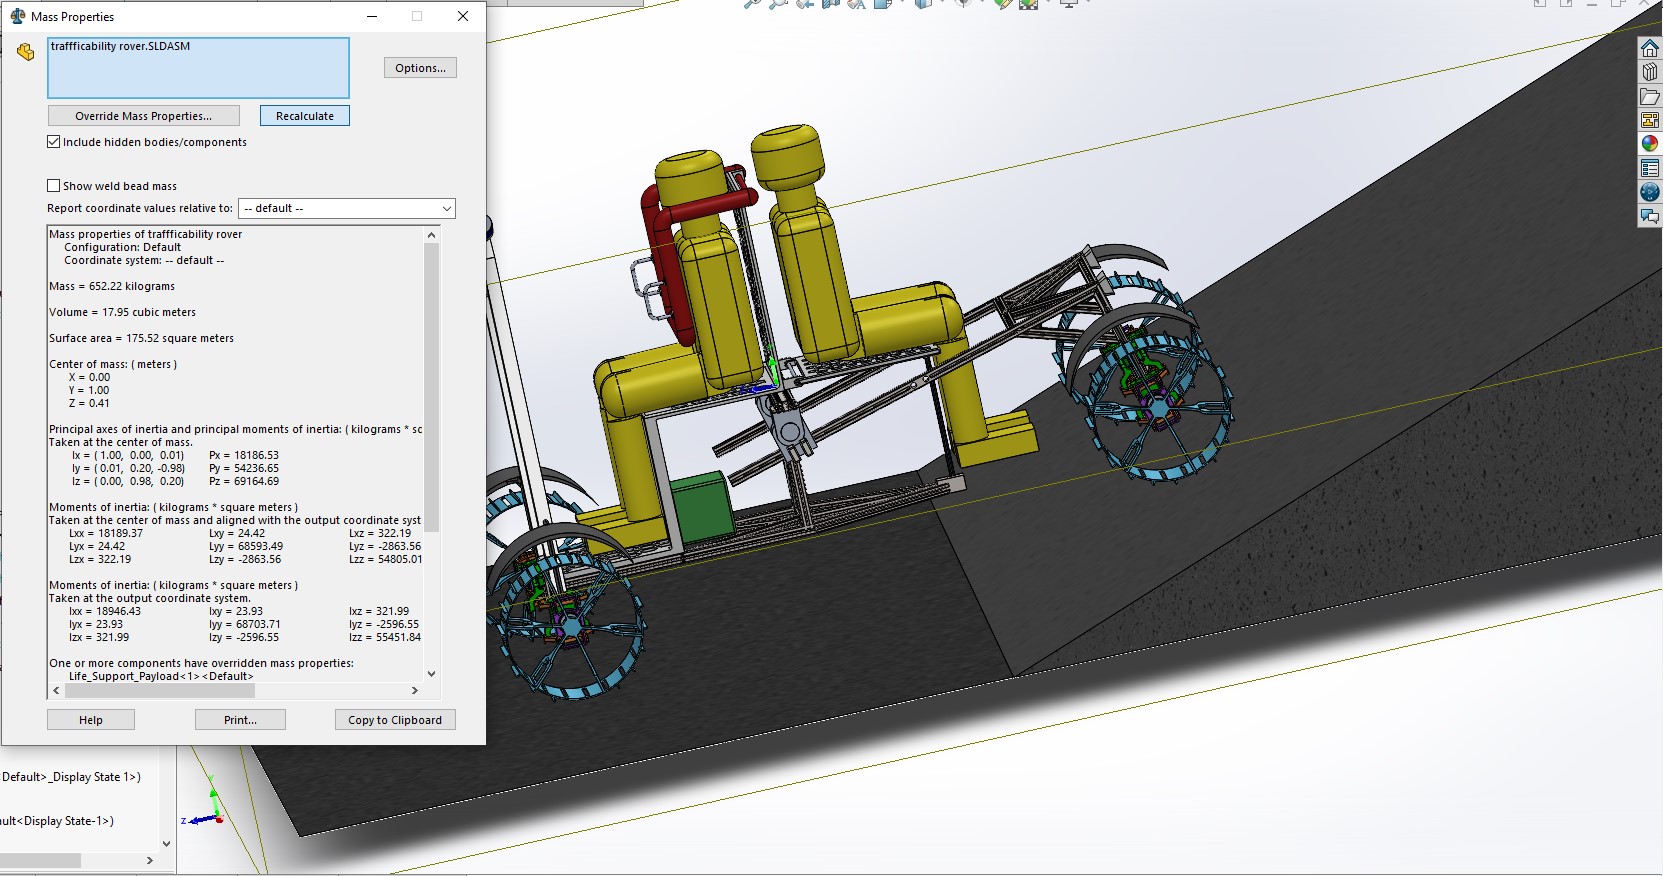 Mass Properties
traffficability rover.SLDASM
Options...
Override Mass Properties...
Recalculate
Include hidden bodies/components
Show weld bead mass
Report coordinate values relative to:
-- default --
Mass properties of traffficability rover
Configuration: Default
Coordinate system: -- default --
Mass = 652.22 kilograms
Volume = 17.95 cubic meters
Surface area = 175.52 square meters
Center of mass: ( meters )
X = 0.00
Y = 1.00
Z = 0.41
Principal axes of inertia and principal moments of inertia: ( kilograms * sc
Taken at the center of mass.
Ix = ( 1.00, 0.00, 0.01) Px = 18186.53
Iy = ( 0.01, 0.20, -0.98) Py = 54236.65
Iz = ( 0.00, 0.98, 0.20) Pz = 69164.69
Moments of inertia: ( kilograms * square meters )
Taken at the center of mass and aligned with the output coordinate syst
Lxx = 18189.37 Lxy = 24.42 Lxz = 322.19
Lyx = 24.42 Lyy = 68593.49 Lyz = -2863.56
Lzx = 322.19 Lzy = -2863.56 Lzz = 54805.01
Moments of inertia: ( kilograms * square meters )
Taken at the output coordinate system.
Ixx = 18946.43 Ixy = 23.93 Ixz = 321.99
Iyx = 23.93 Iyy = 68703.71 Iyz = -2596.55
Izx = 321.99 Izy = -2596.55 Izz = 55451.84
One or more components have overridden mass properties:
Life_Support_Payload<1><Default>
Help
Print...
Copy to Clipboard
Default>_Display State 1>)
ult<Display State-1>)
Y
Z